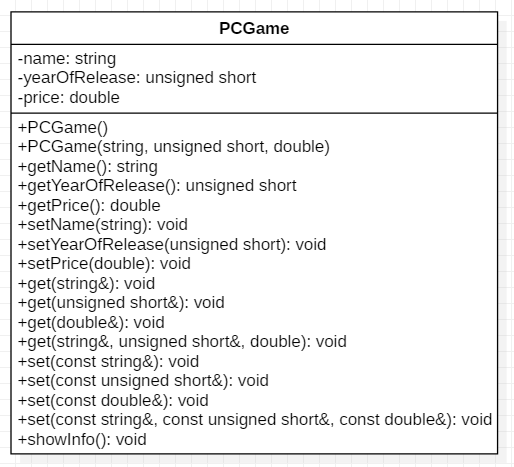 PCGame
-name: string
-yearOfRelease: unsigned short
-price: double
+PCGame()
+PCGame(string, unsigned short, double)
+getName(): string
+getYearOfRelease(): unsigned short
+getPrice(): double
+setName(string): void
+setYearOfRelease(unsigned short): void
+setPrice(double): void
+get(string&): void
+get(unsigned short&): void
+get(double&): void
+get(string&, unsigned short&, double): void
+set(const string&): void
+set(const unsigned short&): void
+set(const double&): void
+set(const string&, const unsigned short&, const double&): void
+showInfo(): void